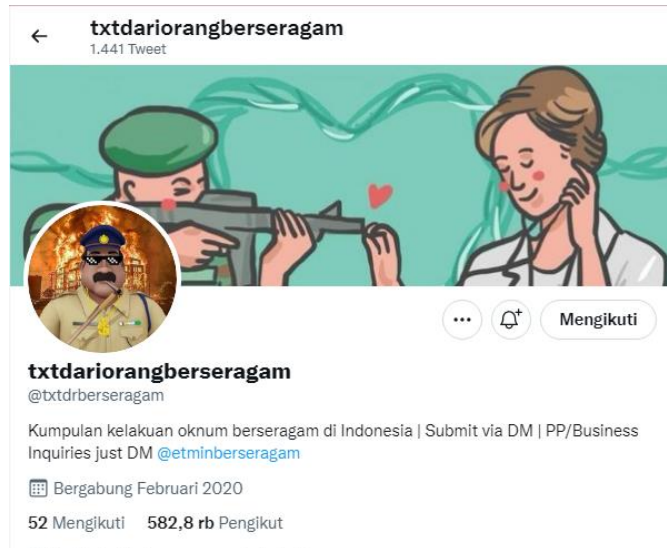 txtdariorangberseragam
1.441 Tweet
Mengikuti
txtdariorangberseragam
@txtdrberseragam
Kumpulan kelakuan oknum berseragam di Indonesia | Submit via DM | PP/Business
Inquiries just DM @etminberseragam
Bergabung Februari 2020
52 Mengikuti 582,8 rb Pengikut